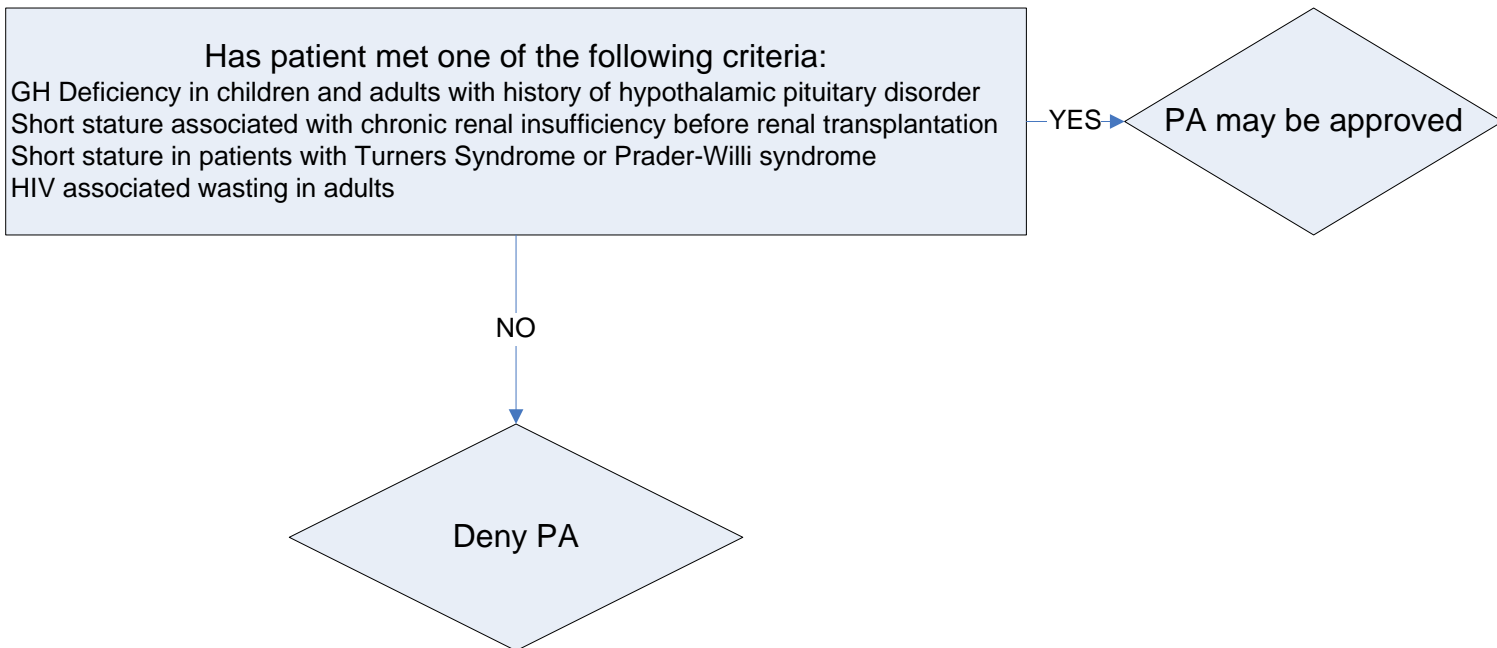 Has patient met one of the following criteria:
GH Deficiency in children and adults with history of hypothalamic pituitary disorder
Short stature associated with chronic renal insufficiency before renal transplantation
Short stature in patients with Turners Syndrome or Prader-Willi syndrome
HIV associated wasting in adults
YES
PA may be approved
NO
Deny PA